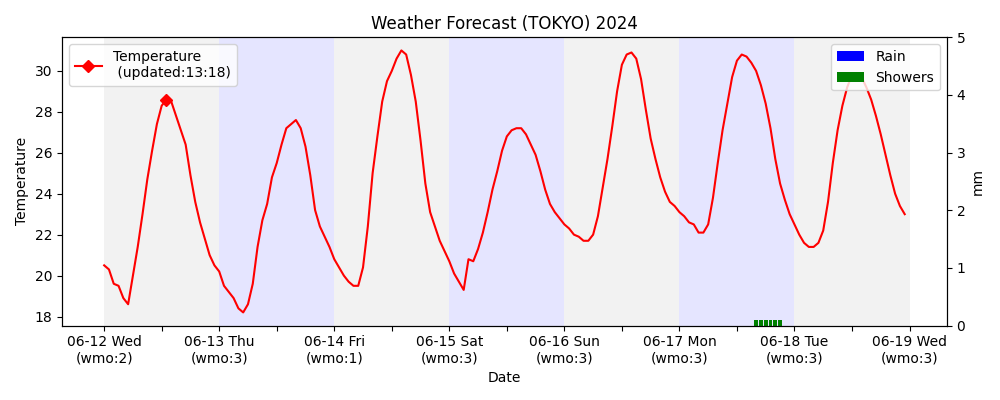 Weather Forecast (TOKYO) 2024
Temperature
(updated:13:18)
Rain
Showers
Temperature
30
28
26
24
22
20
18
5
4
3
2
1
0
mm
06-12 Wed
(wmo:2)
06-13 Thu
(wmo:3)
06-14 Fri
(wmo:1)
06-15 Sat
(wmo:3)
06-16 Sun
(wmo:3)
06-17 Mon
(wmo:3)
06-18 Tue
(wmo:3)
06-19 Wed
(wmo:3)
Date